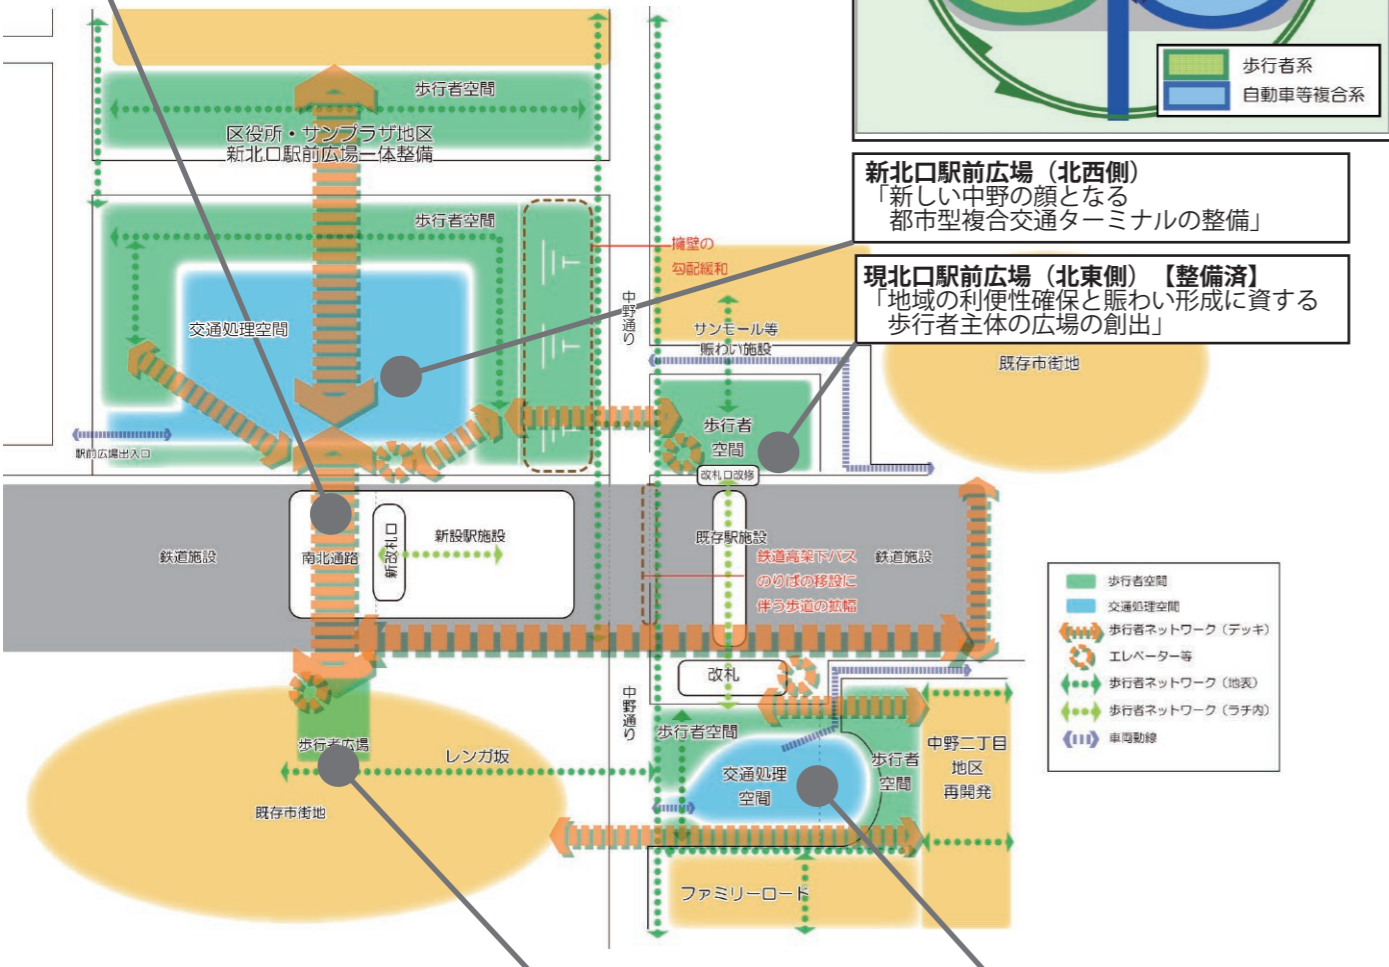 歩行者系
自動車等複合系
歩行者空間
区役所・サンプラザ地区
新北口駅前広場一体整備
新北口駅前広場（北西側）
「新しい中野の顔となる
都市型複合交通ターミナルの整備」
歩行者空間
擁壁の
勾配緩和
現北口駅前広場（北東側）【整備済】
「地域の利便性確保と賑わい形成に資する
歩行者主体の広場の創出」
中野通り
交通処理空間
サンモール等
賑わい施設
既存市街地
歩行者
空間
駅前広場出入口
改札口改修
鉄道施設
南北通路
新改札口
新設駅施設
既存駅施設
鉄道高架下バス
のりばの移設に
伴う歩道の拡幅
鉄道施設
歩行者空間
交通処理空間
歩行者ネットワーク（デッキ）
エレベーター等
歩行者ネットワーク（地表）
歩行者ネットワーク（ラチ内）
車両動線
改札
中野通り
歩行者空間
歩行者広場
レンガ坂
交通処理
空間
歩行者
空間
中野二丁目
地区
再開発
既存市街地
ファミリーロード